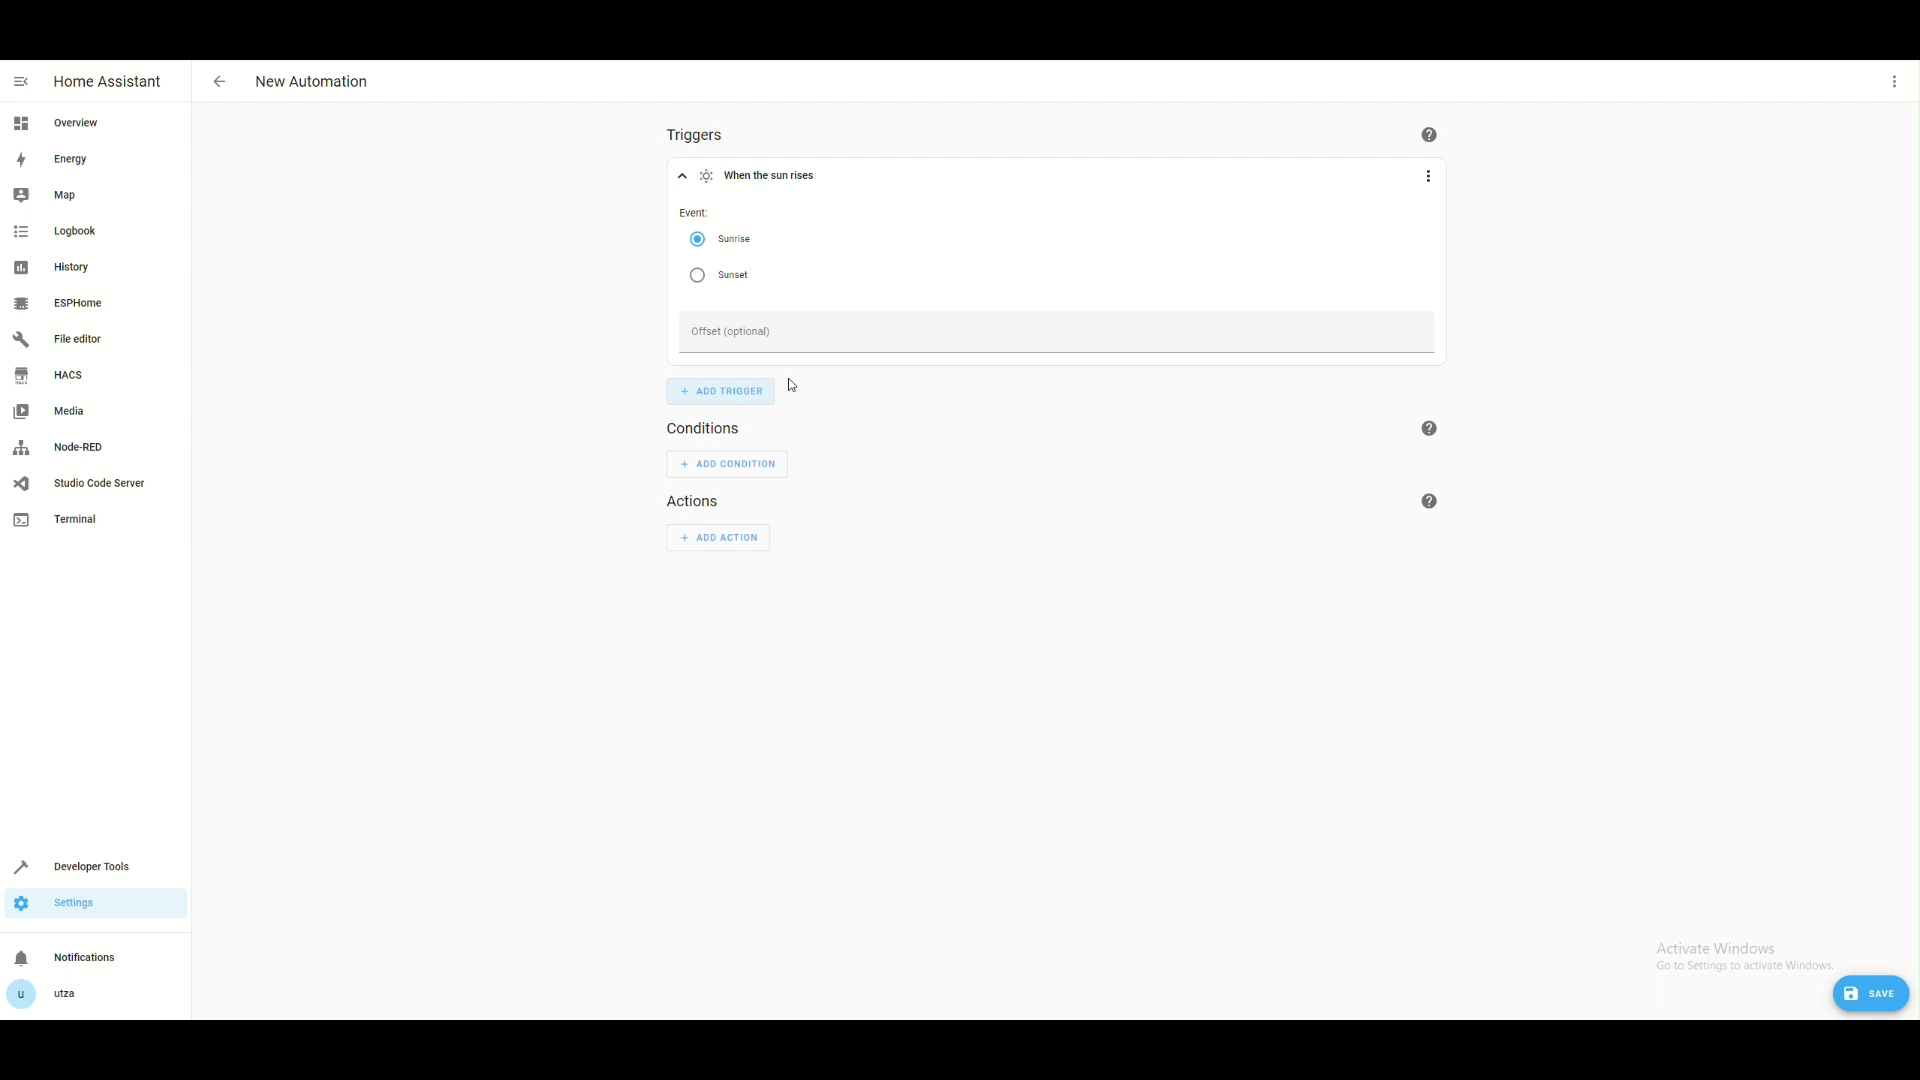 Home Assistant
New Automation
Overview
Energy
Map
Logbook
History
ESPHome
File editor
HACS
Media
Node-RED
Studio Code Server
Terminal
Developer Tools
Settings
Notifications
u
utza
Triggers
When the sun rises
Event:
Sunrise
Sunset
Offset (optional)
+ ADD TRIGGER
Conditions
+ ADD CONDITION
Actions
+ ADD ACTION
Activate Windows
Go to Settings to activate Windows.
SAVE